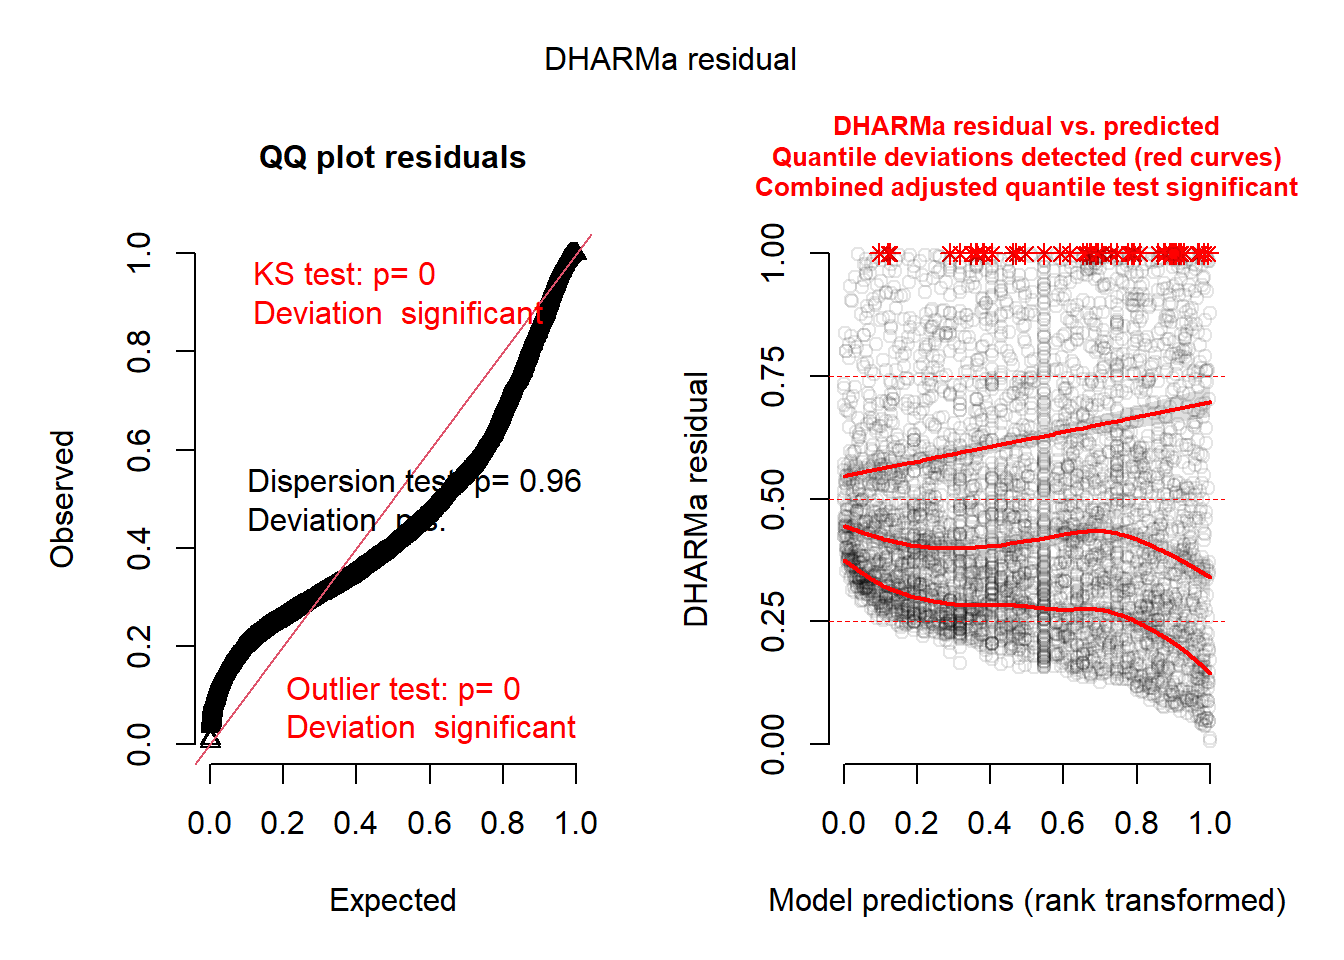 DHARMa residual
QQ plot residuals
KS test: p= 0
Deviation  significant
Dispersion test: p= 0.96
Deviation  n.s.
Outlier test: p= 0
Deviation  significant
Observed
0.0 0.2 0.4 0.6 0.8 1.0
0.0 0.2 0.4 0.6 0.8 1.0
Expected
DHARMa residual vs. predicted
Quantile deviations detected (red curves)
Combined adjusted quantile test significant
DHARMa residual
0.00 0.25 0.50 0.75 1.00
0.0 0.2 0.4 0.6 0.8 1.0
Model predictions (rank transformed)